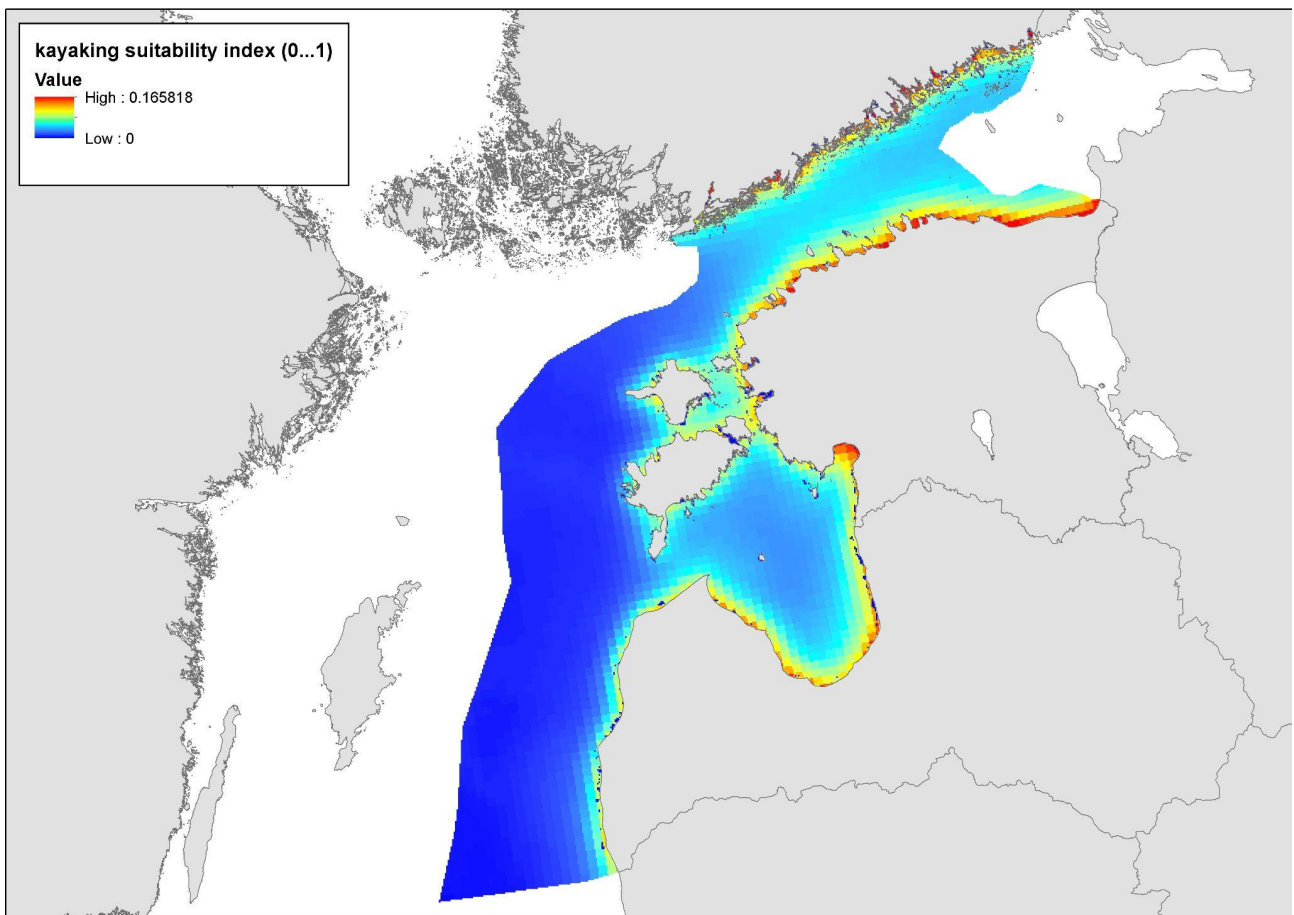 kayaking suitability index (0...1)
Value
High : 0.165818
Low : 0